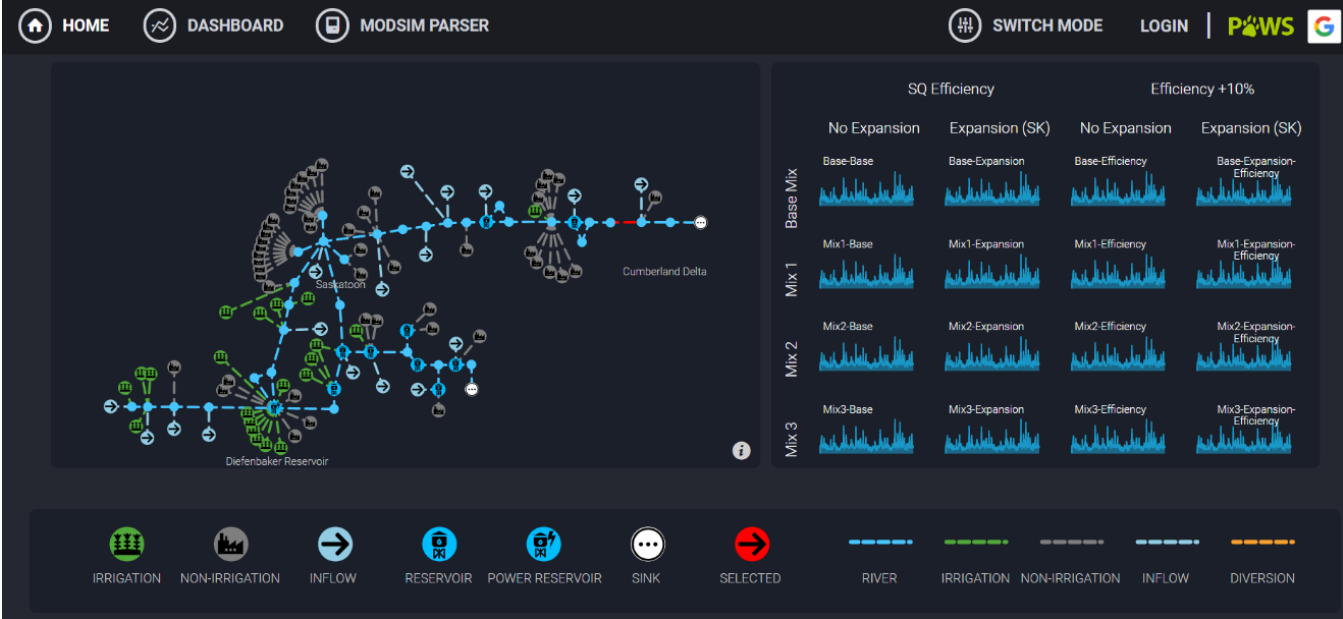 HOME DASHBOARD MODSIM PARSER SWITCH MODE LOGIN PAWS G
Saskatoon
Cumberland Delta
Diefenbaker Reservoir
i
SQ Efficiency Efficiency +10%
No Expansion Expansion (SK) No Expansion Expansion (SK)
Base Mix
Base-Base Base-Expansion Base-Efficiency Base-Expansion-
Efficiency
Mix 1
Mix1-Base Mix1-Expansion Mix1-Efficiency Mix1-Expansion-
Efficiency
Mix 2
Mix2-Base Mix2-Expansion Mix2-Efficiency Mix2-Expansion-
Efficiency
Mix 3
Mix3-Base Mix3-Expansion Mix3-Efficiency Mix3-Expansion-
Efficiency
IRRIGATION NON-IRRIGATION INFLOW RESERVOIR POWER RESERVOIR SINK SELECTED RIVER IRRIGATION NON-IRRIGATION INFLOW DIVERSION